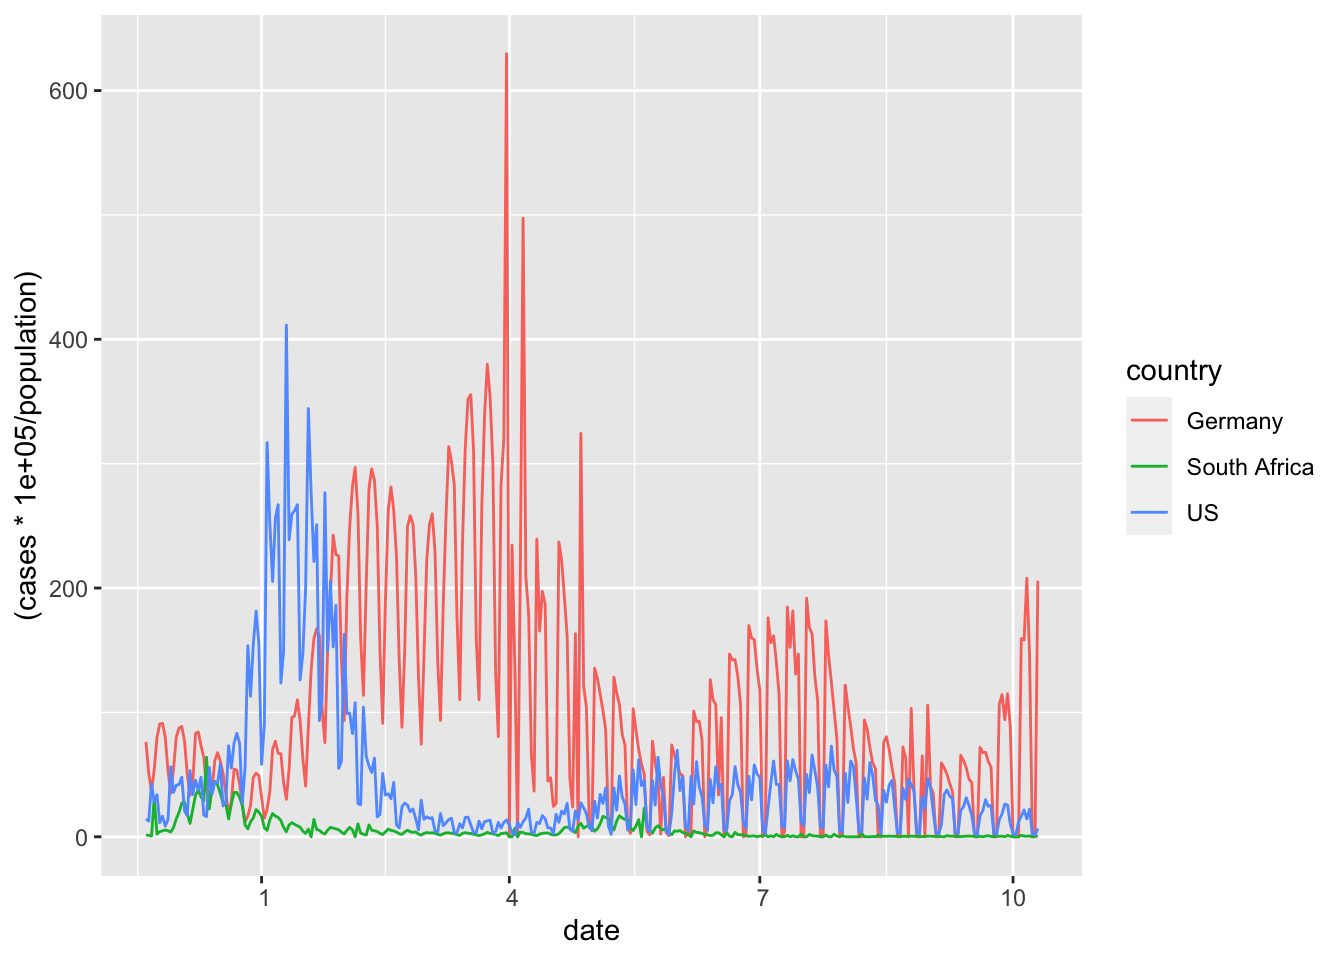 (cases * 1e+05/population)
600
400
200
0
1 4 7 10
date
country
Germany
South Africa
US